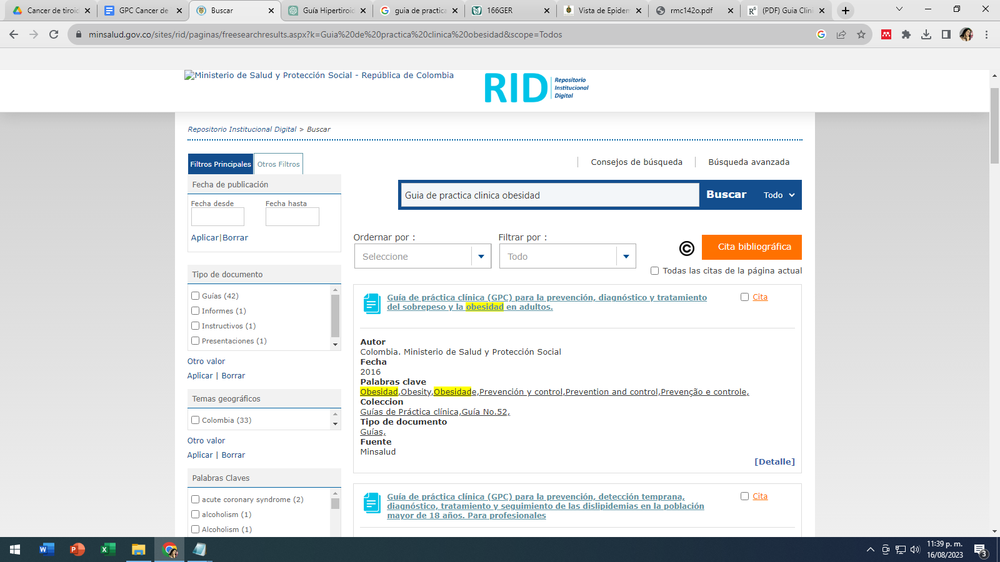 Cancer de tiroid
GPC Cancer de
Buscar
Guía Hipertiroid
guia de practica
166GER
Vista de Epidem
rmc142o.pdf
(PDF) Guia Clini
minsalud.gov.co/sites/rid/paginas/freesearchresults.aspx?k=Guia%20de%20practica%20clinica%20obesidad&scope=Todos
Ministerio de Salud y Protección Social - República de Colombia
RID
Repositorio
Institucional
Digital
Repositorio Institucional Digital > Buscar
Filtros Principales
Otros Filtros
Consejos de búsqueda
Búsqueda avanzada
Fecha de publicación
Fecha desde
Fecha hasta
Aplicar|Borrar
Guia de practica clinica obesidad
Buscar
Todo
Ordernar por :
Seleccione
Filtrar por :
Todo
©
Cita bibliográfica
Todas las citas de la página actual
Tipo de documento
Guías (42)
Informes (1)
Instructivos (1)
Presentaciones (1)
Otro valor
Aplicar | Borrar
Temas geográficos
Colombia (33)
Otro valor
Aplicar | Borrar
Palabras Claves
acute coronary syndrome (2)
alcoholism (1)
Alcoholism (1)
Guía de práctica clínica (GPC) para la prevención, diagnóstico y tratamiento
del sobrepeso y la obesidad en adultos.
Cita
Autor
Colombia. Ministerio de Salud y Protección Social
Fecha
2016
Palabras clave
Obesidad,Obesity,Obesidade,Prevención y control,Prevention and control,Prevenção e controle,
Coleccion
Guías de Práctica clínica,Guía No.52,
Tipo de documento
Guías,
Fuente
Minsalud
[Detalle]
Guía de práctica clínica (GPC) para la prevención, detección temprana,
diagnóstico, tratamiento y seguimiento de las dislipidemias en la población
mayor de 18 años. Para profesionales
Cita
11:39 p. m.
16/08/2023
3